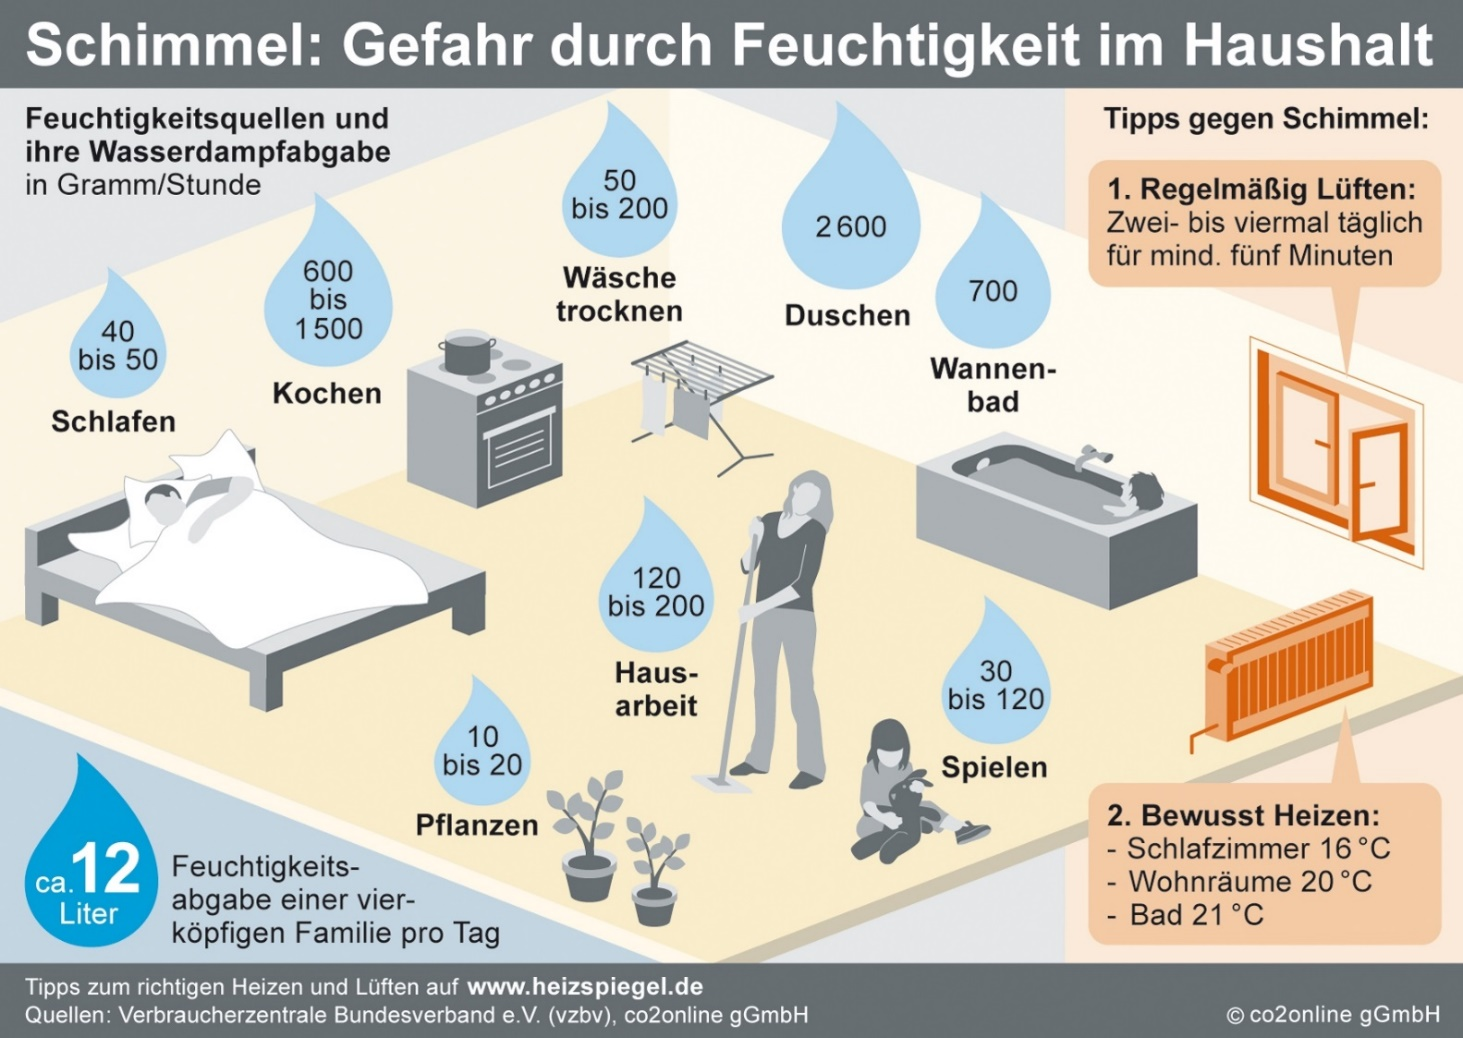 Schimmel: Gefahr durch Feuchtigkeit im Haushalt
Feuchtigkeitsquellen und
ihre Wasserdampfabgabe
in Gramm/Stunde
40
bis 50
Schlafen
600
bis
1500
Kochen
50
bis 200
Wäsche
trocknen
2600
Duschen
700
Wannen-
bad
120
bis 200
Haus-
arbeit
10
bis 20
Pflanzen
30
bis 120
Spielen
Tipps gegen Schimmel:
1. Regelmäßig Lüften:
Zwei- bis viermal täglich
für mind. fünf Minuten
2. Bewusst Heizen:
- Schlafzimmer 16 °C
- Wohnräume 20 °C
- Bad 21 °C
ca. 12
Liter
Feuchtigkeits-
abgabe einer vier-
köpfigen Familie pro Tag
Tipps zum richtigen Heizen und Lüften auf www.heizspiegel.de
Quellen: Verbraucherzentrale Bundesverband e.V. (vzbv), co2online gGmbH
© co2online gGmbH